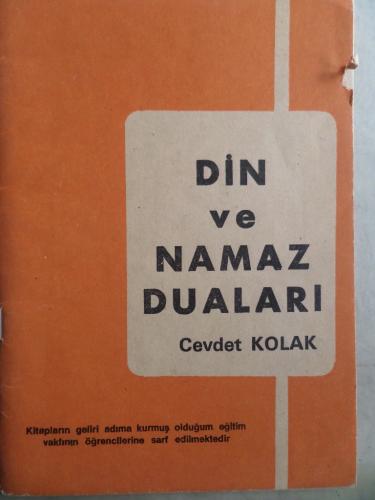 DİN
ve
NAMAZ
DUALARI
Cevdet KOLAK
Kitapların geliri adıma kurmuş olduğum eğitim
vakfının öğrencilerine sarf edilmektedir